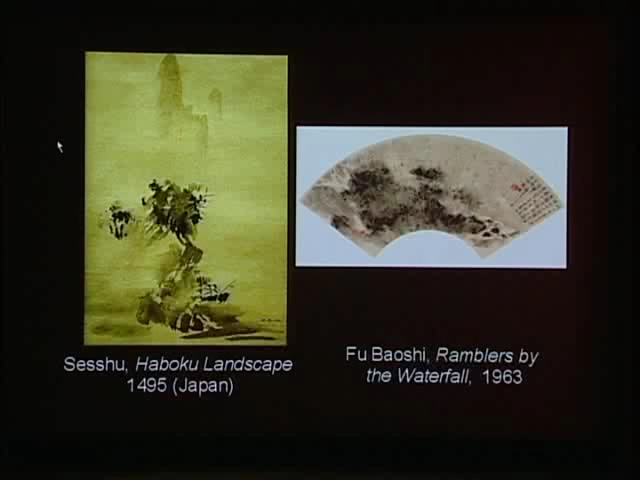 Sesshu, Haboku Landscape
1495 (Japan)
Fu Baoshi, Ramblers by
the Waterfall, 1963